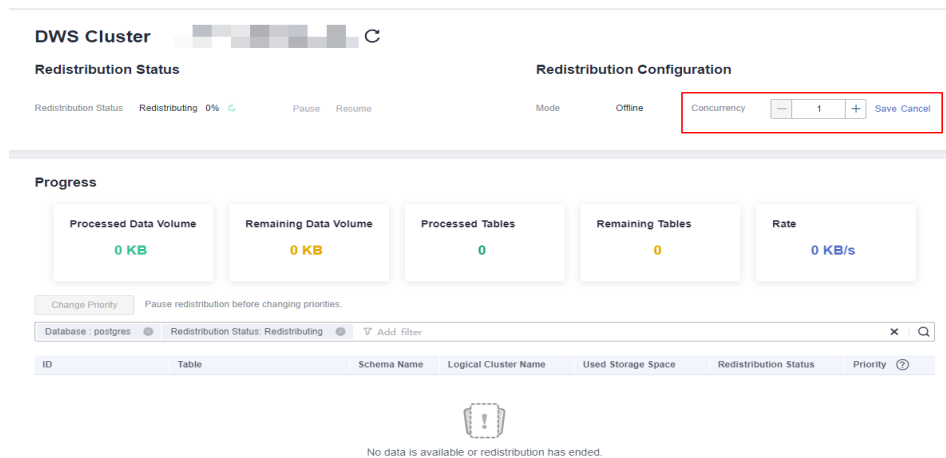 DWS Cluster
Redistribution Status
Redistribution Configuration
Redistribution Status Redistributing 0% Pause Resume
Mode Offline Concurrency — 1 + Save Cancel
Progress
Processed Data Volume Remaining Data Volume Processed Tables Remaining Tables Rate
0 KB 0 KB 0 0 0 KB/s
Change Priority Pause redistribution before changing priorities.
Database : postgres Redistribution Status: Redistributing Add filter
ID Table Schema Name Logical Cluster Name Used Storage Space Redistribution Status Priority ?
No data is available or redistribution has ended.